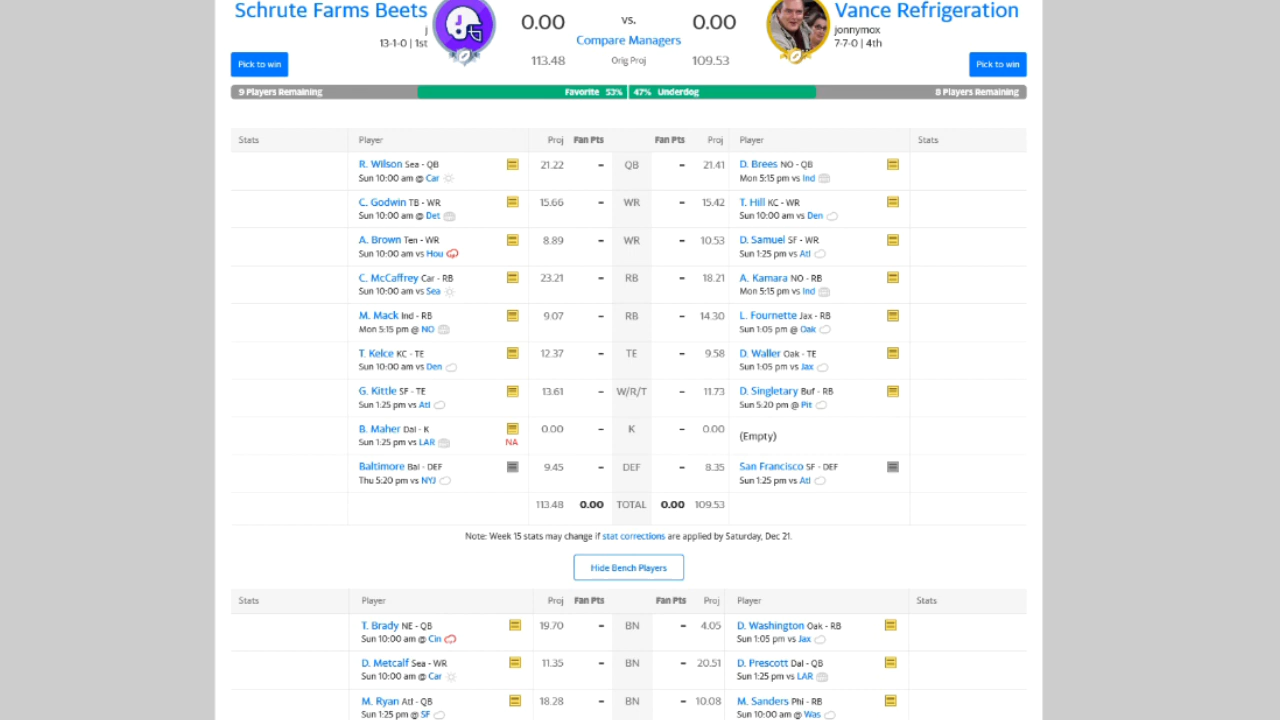 Schrute Farms Beets
j
13-1-0 | 1st
0.00
vs.
0.00
Compare Managers
113.48
Orig Proj
109.53
Vance Refrigeration
jonnymax
7-7-0 | 4th
Pick to win
Pick to win
9 Players Remaining
Favorite 53%
47% Underdog
8 Players Remaining
Stats Player Proj Fan Pts Fan Pts Proj Player Stats
R. Wilson Sea - QB 21.22 – QB – 21.41 D. Brees NO - QB
Sun 10:00 am @ Car Mon 5:15 pm vs Ind
C. Godwin TB - WR 15.66 – WR – 15.42 T. Hill KC - WR
Sun 10:00 am @ Det Sun 10:00 am vs Den
A. Brown Ten - WR 8.89 – WR – 10.53 D. Samuel SF - WR
Sun 10:00 am vs Hou Sun 1:25 pm vs Atl
C. McCaffrey Car - RB 23.21 – RB – 18.21 A. Kamara NO - RB
Sun 10:00 am vs Sea Mon 5:15 pm vs Ind
M. Mack Ind - RB 9.07 – RB – 14.30 L. Fournette Jax - RB
Mon 5:15 pm @ NO Sun 1:05 pm @ Oak
T. Kelce KC - TE 12.37 – TE – 9.58 D. Waller Oak - TE
Sun 10:00 am vs Den Sun 1:05 pm vs Jax
G. Kittle SF - TE 13.61 – W/R/T – 11.73 D. Singletary Buf - RB
Sun 1:25 pm vs Atl Sun 5:20 pm @ Pit
B. Maher Dal - K 0.00 – K – 0.00 (Empty)
Sun 1:25 pm vs LAR NA
Baltimore Bal - DEF 9.45 – DEF – 8.35 San Francisco SF - DEF
Thu 5:20 pm vs NYJ Sun 1:25 pm vs Atl
113.48 0.00 TOTAL 0.00 109.53
Note: Week 15 stats may change if stat corrections are applied by Saturday, Dec 21.
Hide Bench Players
Stats Player Proj Fan Pts Fan Pts Proj Player Stats
T. Brady NE - QB 19.70 – BN – 4.05 D. Washington Oak - RB
Sun 10:00 am @ Cin Sun 1:05 pm vs Jax
D. Metcalf Sea - WR 11.35 – BN – 20.51 D. Prescott Dal - QB
Sun 10:00 am @ Car Sun 1:25 pm vs LAR
M. Ryan Atl - QB 18.28 – BN – 10.08 M. Sanders Phi - RB
Sun 1:25 pm @ SF Sun 10:00 am @ Was